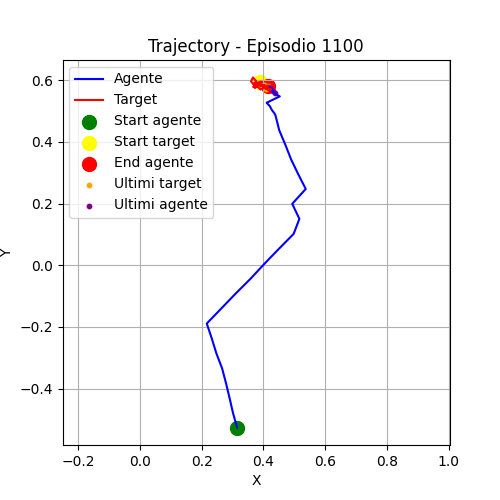 Trajectory - Episodio 1100
Agente
Target
Start agente
Start target
End agente
Ultimi target
Ultimi agente
0.6
0.4
0.2
0.0
−0.2
−0.4
Y
−0.2
0.0
0.2
0.4
0.6
0.8
1.0
X